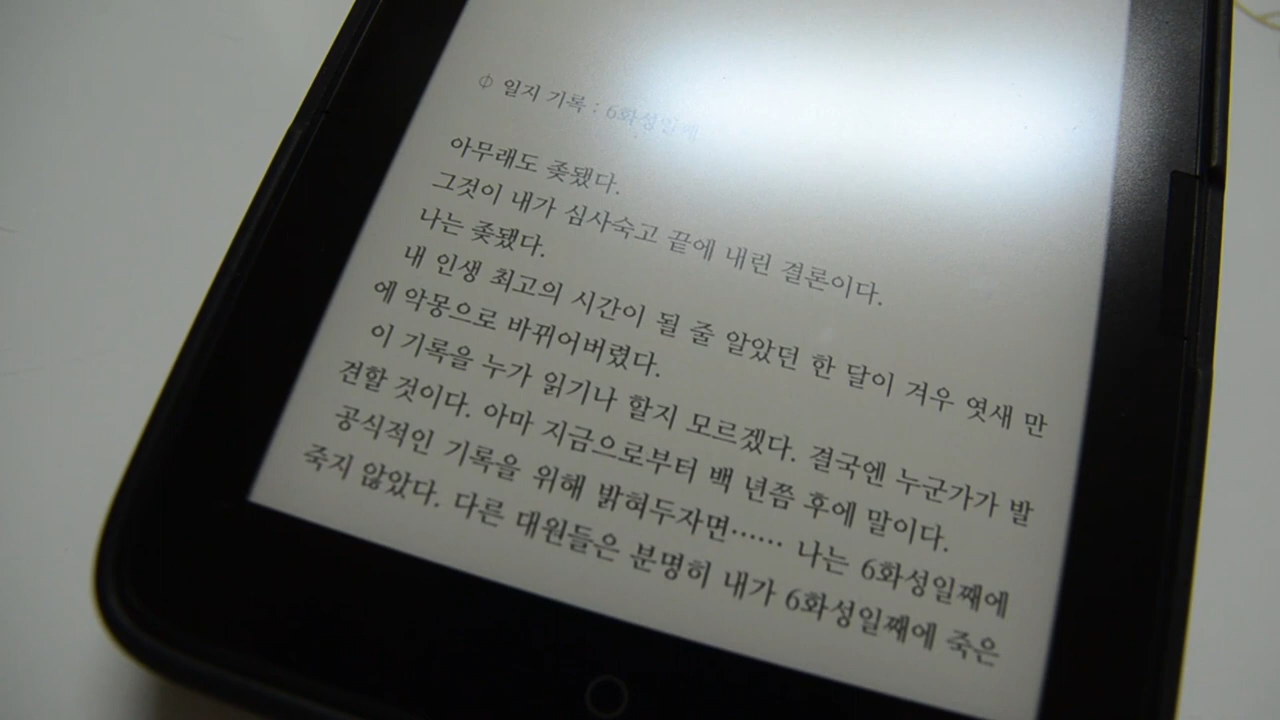 일지 기록 : 6화성일째
아무래도 좆됐다.
그것이 내가 심사숙고 끝에 내린 결론이다.
나는 좆됐다.
내 인생 최고의 시간이 될 줄 알았던 한 달이 겨우 엿새 만
에 악몽으로 바뀌어버렸다.
이 기록을 누가 읽기나 할지 모르겠다. 결국엔 누군가가 발
견할 것이다. 아마 지금으로부터 백 년쯤 후에 말이다.
공식적인 기록을 위해 밝혀두자면…… 나는 6화성일째에
죽지 않았다. 다른 대원들은 분명히 내가 6화성일째에 죽은